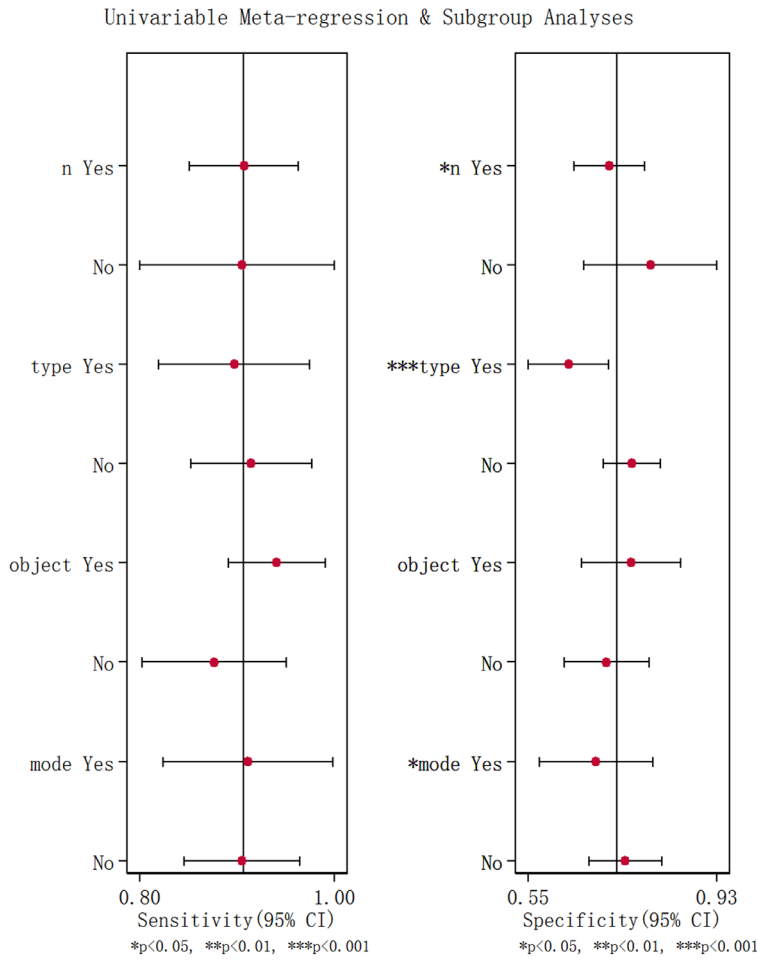 Univariable Meta-regression & Subgroup Analyses
n Yes
No
type Yes
No
object Yes
No
mode Yes
No
0.80 1.00
Sensitivity(95% CI)
*p<0.05, **p<0.01, ***p<0.001
*n Yes
No
***type Yes
No
object Yes
No
*mode Yes
No
0.55 0.93
Specificity(95% CI)
*p<0.05, **p<0.01, ***p<0.001